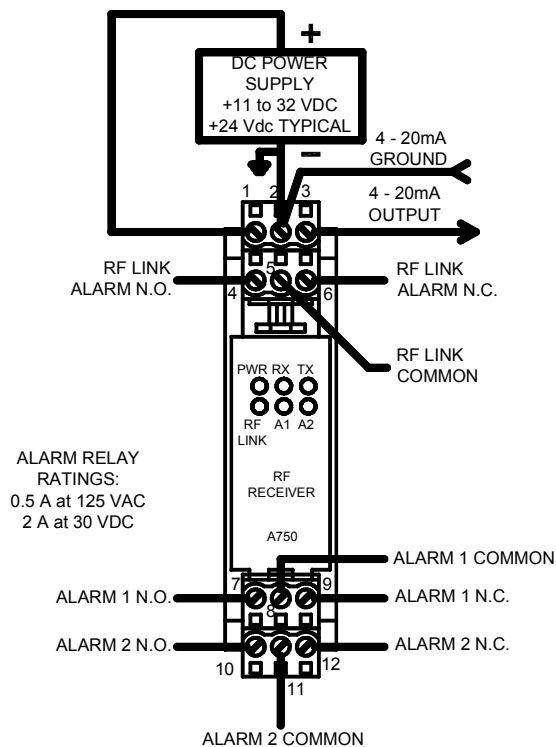 +
DC POWER
SUPPLY
+11 to 32 VDC
+24 Vdc TYPICAL
−
4 - 20mA
GROUND
1 2 3
4 - 20mA
OUTPUT
RF LINK
ALARM N.O.
4 5 6
RF LINK
ALARM N.C.
RF LINK
COMMON
PWR RX TX
RF A1 A2
LINK
ALARM RELAY
RATINGS:
0.5 A at 125 VAC
2 A at 30 VDC
RF
RECEIVER
A750
ALARM 1 COMMON
7 8 9
ALARM 1 N.O.
ALARM 1 N.C.
ALARM 2 N.O.
ALARM 2 N.C.
10 11 12
ALARM 2 COMMON